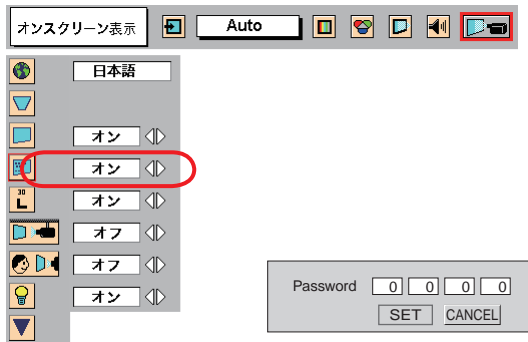 オンスクリーン表示 Auto
日本語
オン
オン
30 L オン
オフ
オフ
オン
Password 0 0 0 0
SET CANCEL